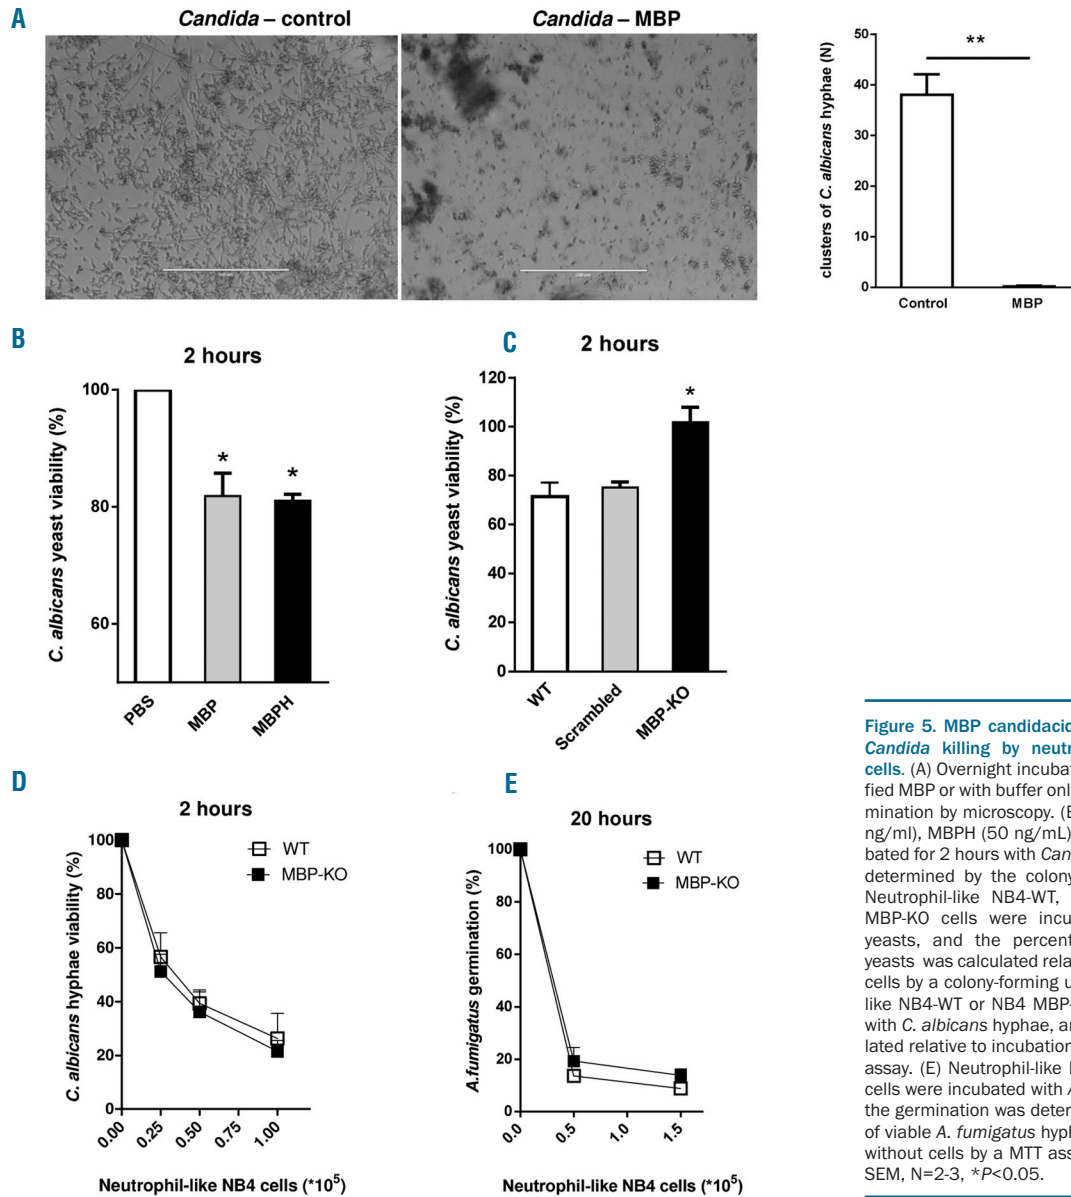 A
Candida – control
Candida – MBP
clusters of C. albicans hyphae (N)
50
40
30
20
10
0
**
Control
MBP
B
2 hours
C. albicans yeast viability (%)
100
80
60
*
*
PBS
MBP
MBPH
C
2 hours
C. albicans yeast viability (%)
120
100
80
60
40
20
0
*
WT
Scrambled
MBP-KO
D
2 hours
C. albicans hyphae viability (%)
100
80
60
40
20
0
WT
MBP-KO
0.00
0.25
0.50
0.75
1.00
Neutrophil-like NB4 cells (*10⁵)
E
20 hours
A.fumigatus germination (%)
100
80
60
40
20
0
WT
MBP-KO
0.0
0.5
1.0
1.5
Neutrophil-like NB4 cells (*10⁵)
Figure 5. MBP candidacid
Candida killing by neutr
cells. (A) Overnight incubat
fied MBP or with buffer only
mination by microscopy. (E
ng/ml), MBPH (50 ng/mL)
bated for 2 hours with Can
determined by the colony
Neutrophil-like NB4-WT,
MBP-KO cells were incu
yeasts, and the percent
yeasts was calculated rela
cells by a colony-forming u
like NB4-WT or NB4 MBP-
with C. albicans hyphae, ar
lated relative to incubation
assay. (E) Neutrophil-like I
cells were incubated with A
the germination was deter
of viable A. fumigatus hyph
without cells by a MTT ass
SEM, N=2-3, *P<0.05.